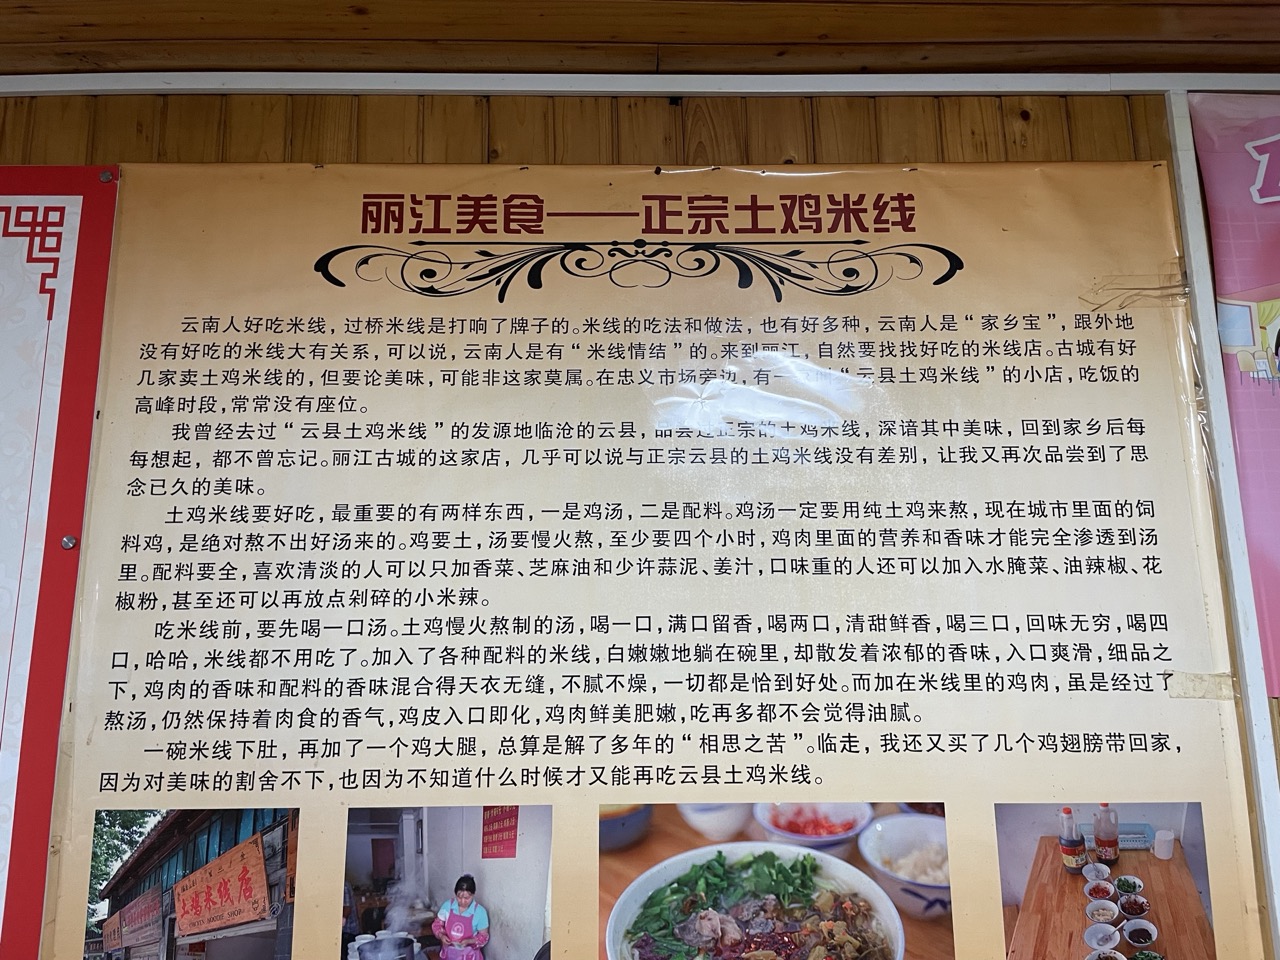 丽江美食——正宗土鸡米线
云南人好吃米线，过桥米线是打响了牌子的。米线的吃法和做法，也有好多种，云南人是“家乡宝”，跟外地
没有好吃的米线大有关系，可以说，云南人是有“米线情结”的。来到丽江，自然要找找好吃的米线店。古城有好
几家卖土鸡米线的，但要论美味，可能非这家莫属。在忠义市场旁边，有一“云县土鸡米线”的小店，吃饭的
高峰时段，常常没有座位。
我曾经去过“云县土鸡米线”的发源地临沧的云县，品尝过正宗的土鸡米线，深谙其中美味，回到家乡后每
每想起，都不曾忘记。丽江古城的这家店，几乎可以说与正宗云县的土鸡米线没有差别，让我又再次品尝到了思
念已久的美味。
土鸡米线要好吃，最重要的有两样东西，一是鸡汤，二是配料。鸡汤一定要用纯土鸡来熬，现在城市里面的饲
料鸡，是绝对熬不出好汤来的。鸡要土，汤要慢火熬，至少要四个小时，鸡肉里面的营养和香味才能完全渗透到汤
里。配料要全，喜欢清淡的人可以只加香菜、芝麻油和少许蒜泥、姜汁，口味重的人还可以加入水腌菜、油辣椒、花
椒粉，甚至还可以再放点剁碎的小米辣。
吃米线前，要先喝一口汤。土鸡慢火熬制的汤，喝一口，满口留香，喝两口，清甜鲜香，喝三口，回味无穷，喝四
口，哈哈，米线都不用吃了。加入了各种配料的米线，白嫩嫩地躺在碗里，却散发着浓郁的香味，入口爽滑，细品之
下，鸡肉的香味和配料的香味混合得天衣无缝，不腻不燥，一切都是恰到好处。而加在米线里的鸡肉，虽是经过了
熬汤，仍然保持着肉食的香气，鸡皮入口即化，鸡肉鲜美肥嫩，吃再多都不会觉得油腻。
一碗米线下肚，再加了一个鸡大腿，总算是解了多年的“相思之苦”。临走，我还又买了几个鸡翅膀带回家，
因为对美味的割舍不下，也因为不知道什么时候才又能再吃云县土鸡米线。
土鸡米线店